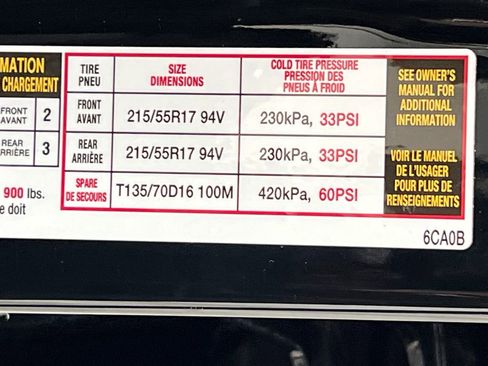 MATION
CHARGEMENT
FRONT
AVANT 2
REAR
ARRIÈRE 3
900 lbs.
e doit
TIRE
PNEU
SIZE
DIMENSIONS
COLD TIRE PRESSURE
PRESSION DES
PNEUS À FROID
FRONT
AVANT
215/55R17 94V
230kPa, 33PSI
REAR
ARRIÈRE
215/55R17 94V
230kPa, 33PSI
SPARE
DE SECOURS
T135/70D16 100M
420kPa, 60PSI
SEE OWNER'S
MANUAL FOR
ADDITIONAL
INFORMATION
VOIR LE MANUEL
DE L'USAGER
POUR PLUS DE
RENSEIGNEMENTS
6CA0B